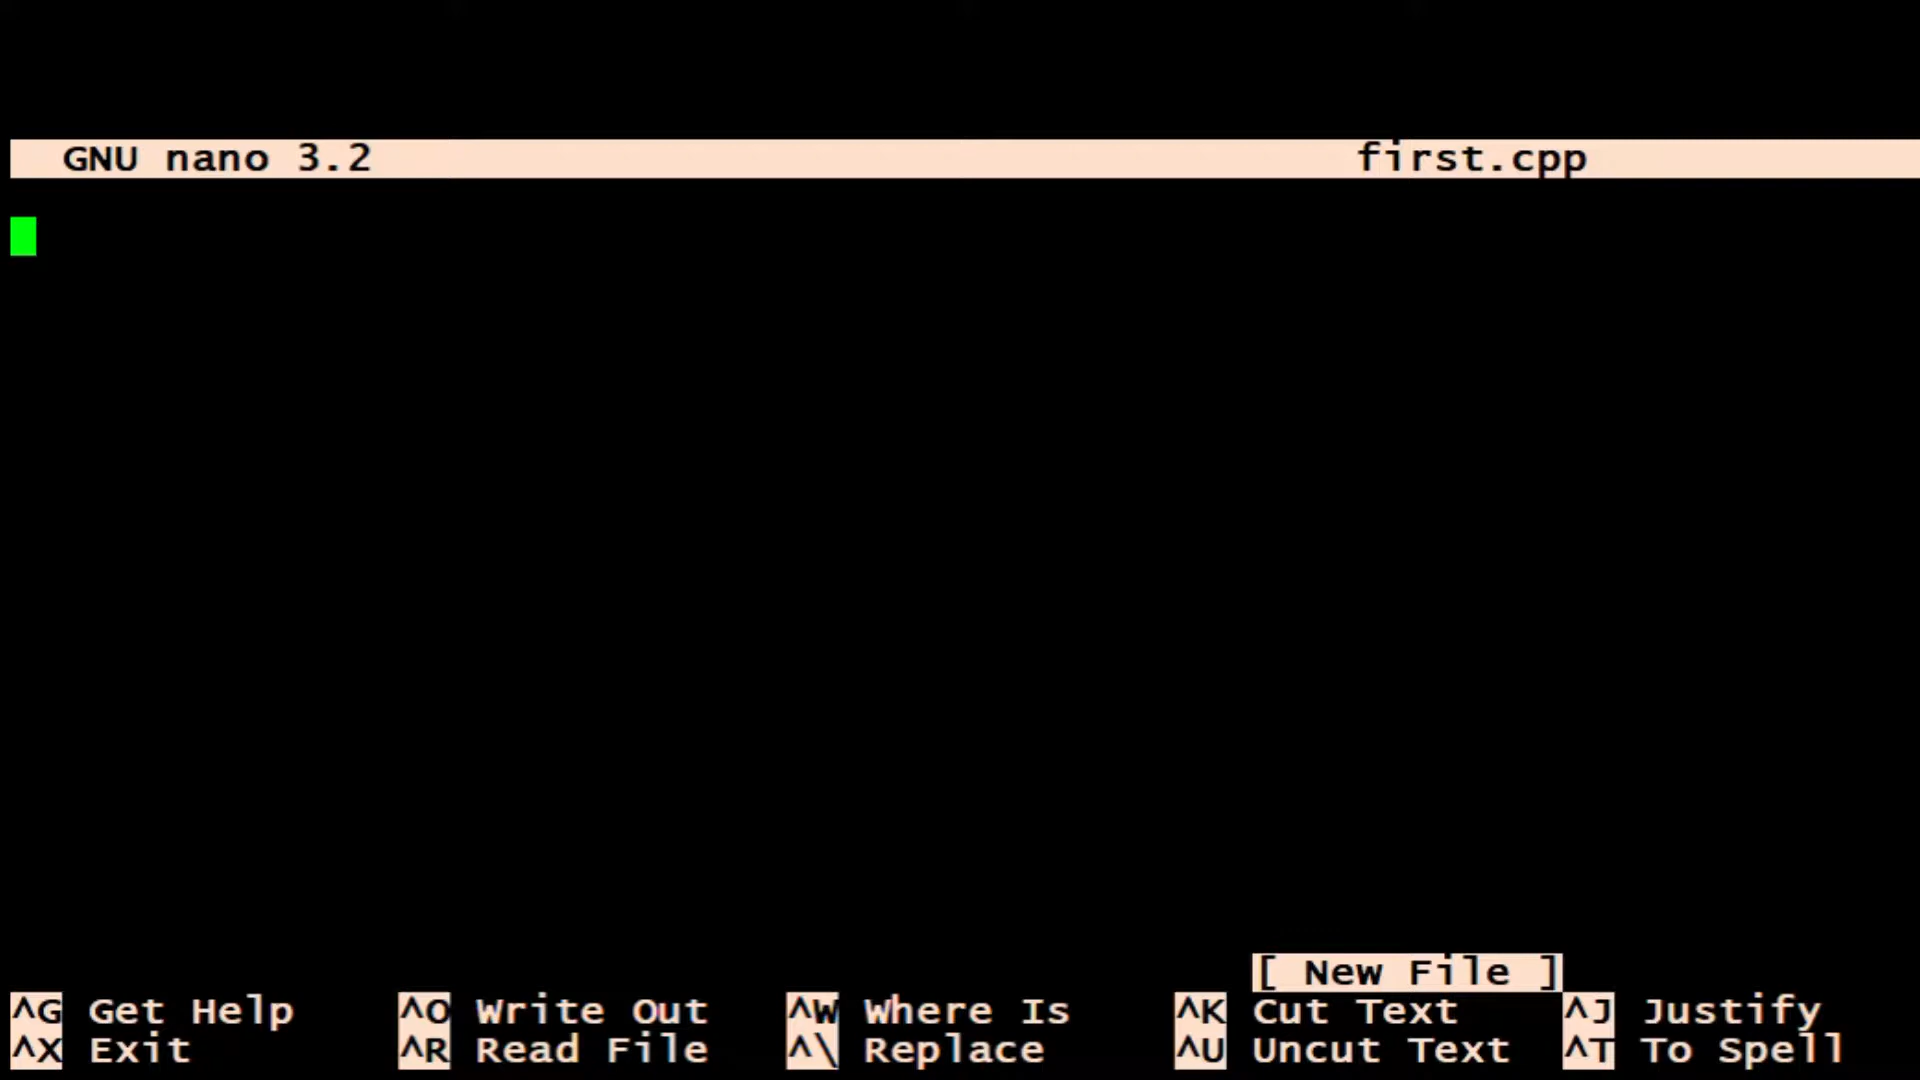 GNU nano 3.2 first.cpp
[ New File ]
^G Get Help ^O Write Out ^W Where Is ^K Cut Text ^J Justify
^X Exit ^R Read File ^\ Replace ^U Uncut Text ^T To Spell